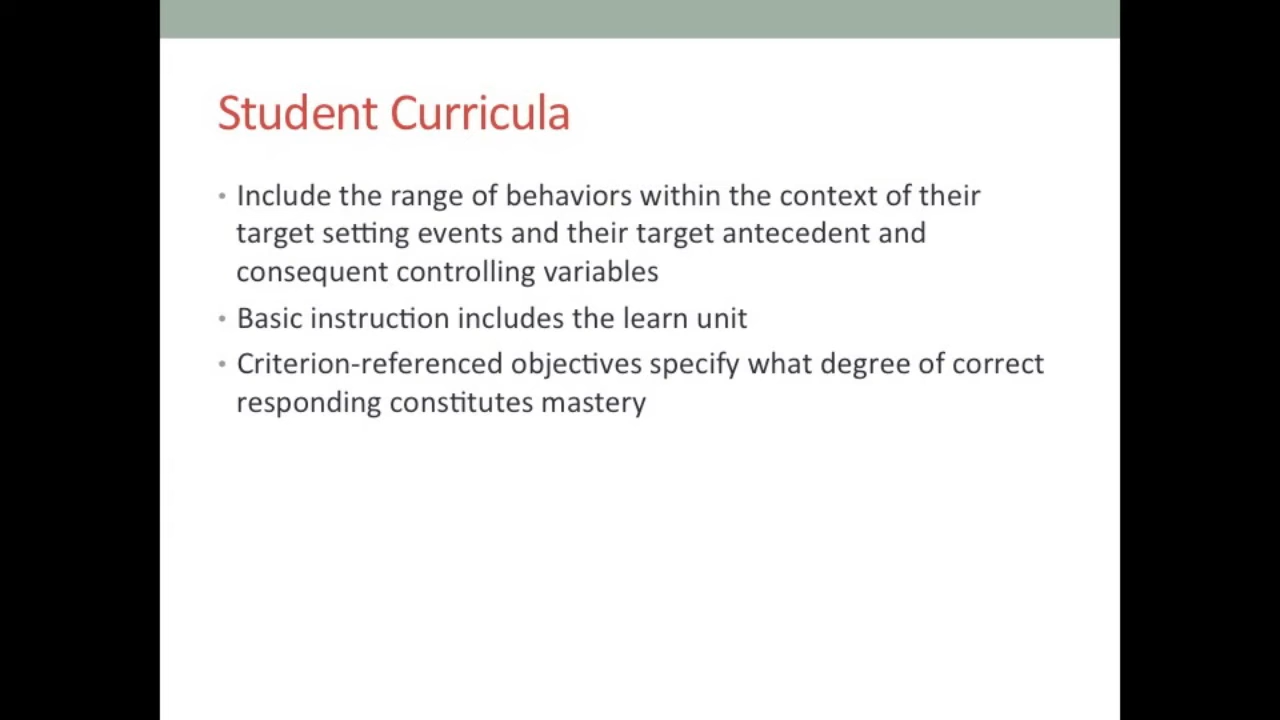 Student Curricula
• Include the range of behaviors within the context of their
target setting events and their target antecedent and
consequent controlling variables
• Basic instruction includes the learn unit
• Criterion-referenced objectives specify what degree of correct
responding constitutes mastery